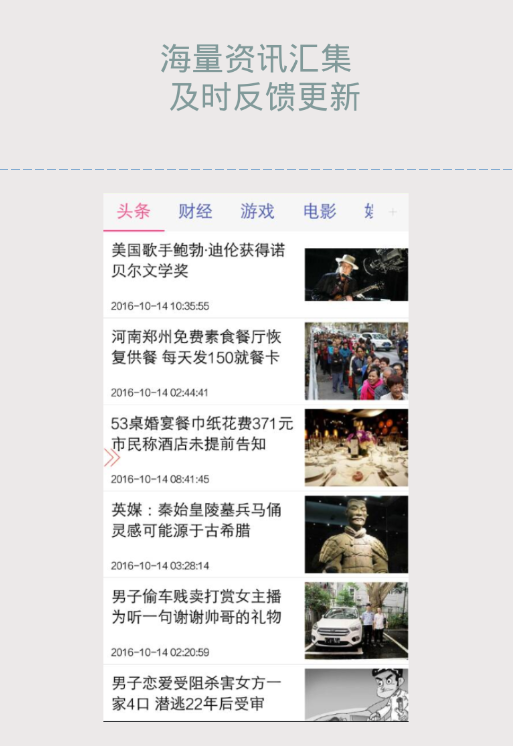 海量资讯汇集
及时反馈更新
头条 财经 游戏 电影
美国歌手鲍勃·迪伦获得诺
贝尔文学奖
2016-10-14 10:35:55
河南郑州免费素食餐厅恢
复供餐 每天发150就餐卡
2016-10-14 02:44:41
53桌婚宴餐巾纸花费371元
市民称酒店未提前告知
2016-10-14 08:41:45
英媒：秦始皇陵墓兵马俑
灵感可能源于古希腊
2016-10-14 03:28:14
男子偷车贱卖打赏女主播
为听一句谢谢帅哥的礼物
2016-10-14 02:20:59
男子恋爱受阻杀害女方一
家4口 潜逃22年后受审